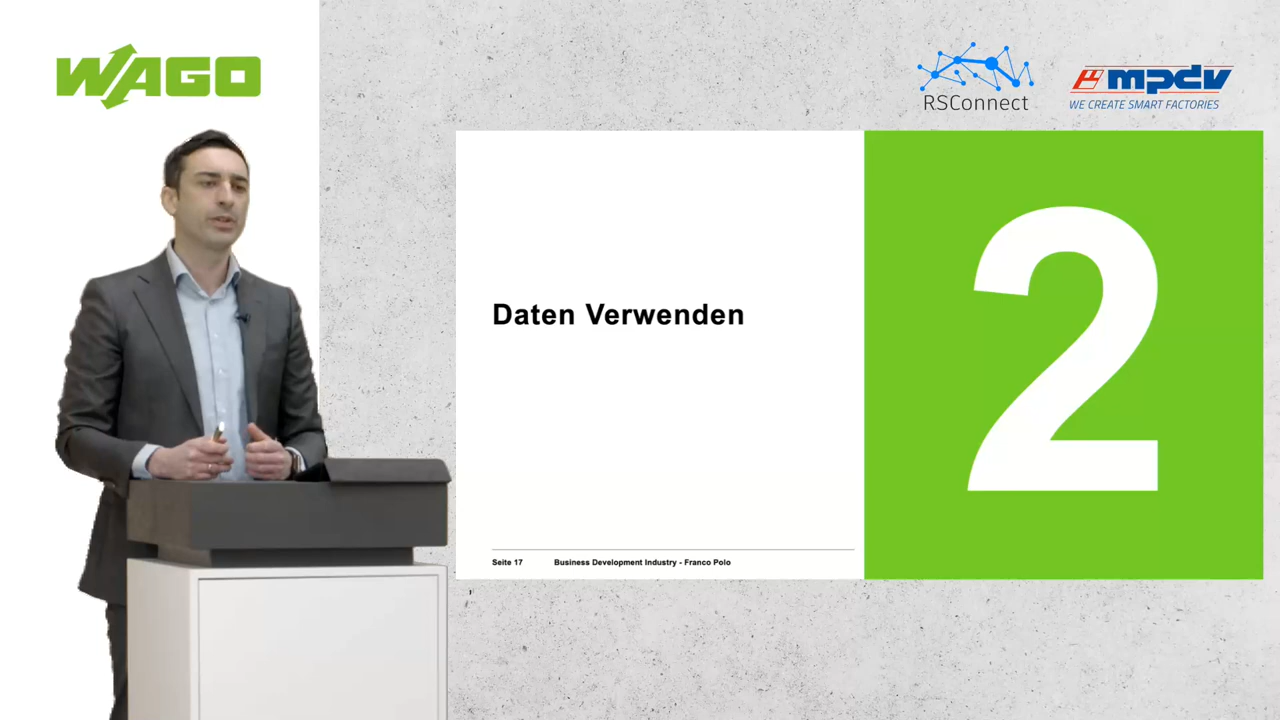 WAGO
RSConnect
mpdv
WE CREATE SMART FACTORIES
Daten Verwenden
2
Seite 17 Business Development Industry - Franco Polo